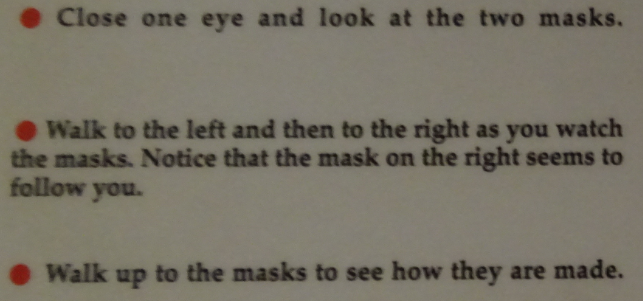 Close one eye and look at the two masks.
Walk to the left and then to the right as you watch
the masks. Notice that the mask on the right seems to
follow you.
Walk up to the masks to see how they are made.